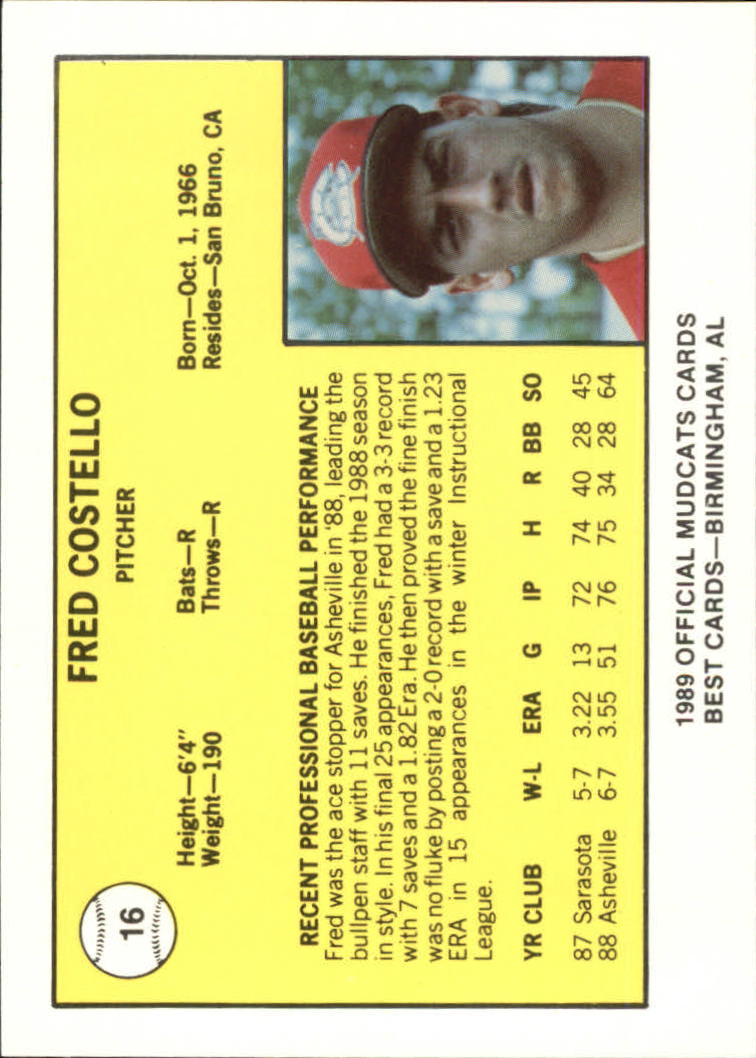 16
FRED COSTELLO
PITCHER
Height—6'4" Bats—R Born—Oct. 1, 1966
Weight—190 Throws—R Resides—San Bruno, CA
RECENT PROFESSIONAL BASEBALL PERFORMANCE
Fred was the ace stopper for Asheville in '88, leading the
bullpen staff with 11 saves. He finished the 1988 season
in style. In his final 25 appearances, Fred had a 3-3 record
with 7 saves and a 1.82 Era. He then proved the fine finish
was no fluke by posting a 2-0 record with a save and a 1.23
ERA in 15 appearances in the winter Instructional
League.
YR CLUB W-L ERA G IP H R BB SO
87 Sarasota 5-7 3.22 13 72 74 40 28 45
88 Asheville 6-7 3.55 51 76 75 34 28 64
1989 OFFICIAL MUDCATS CARDS
BEST CARDS—BIRMINGHAM, AL